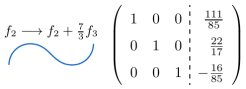 f₂ ⟶ f₂ + 7/3 f₃
1 0 0 111/85
0 1 0 22/17
0 0 1 −16/85